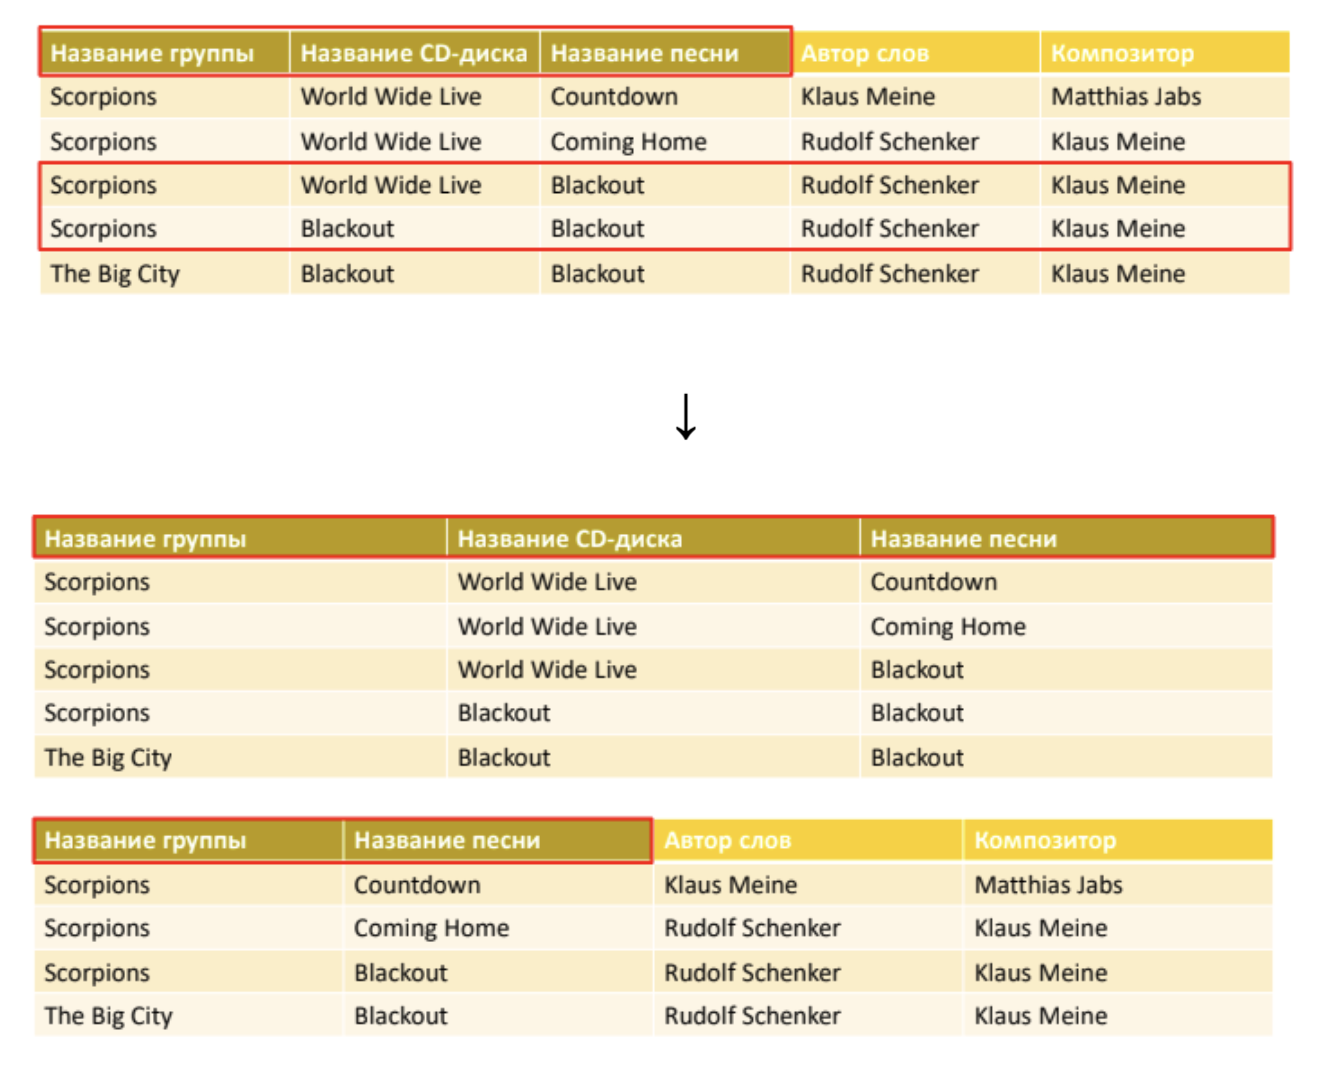 Название группы Название CD-диска Название песни Автор слов Композитор
Scorpions World Wide Live Countdown Klaus Meine Matthias Jabs
Scorpions World Wide Live Coming Home Rudolf Schenker Klaus Meine
Scorpions World Wide Live Blackout Rudolf Schenker Klaus Meine
Scorpions Blackout Blackout Rudolf Schenker Klaus Meine
The Big City Blackout Blackout Rudolf Schenker Klaus Meine
↓
Название группы Название CD-диска Название песни
Scorpions World Wide Live Countdown
Scorpions World Wide Live Coming Home
Scorpions World Wide Live Blackout
Scorpions Blackout Blackout
The Big City Blackout Blackout
Название группы Название песни Автор слов Композитор
Scorpions Countdown Klaus Meine Matthias Jabs
Scorpions Coming Home Rudolf Schenker Klaus Meine
Scorpions Blackout Rudolf Schenker Klaus Meine
The Big City Blackout Rudolf Schenker Klaus Meine